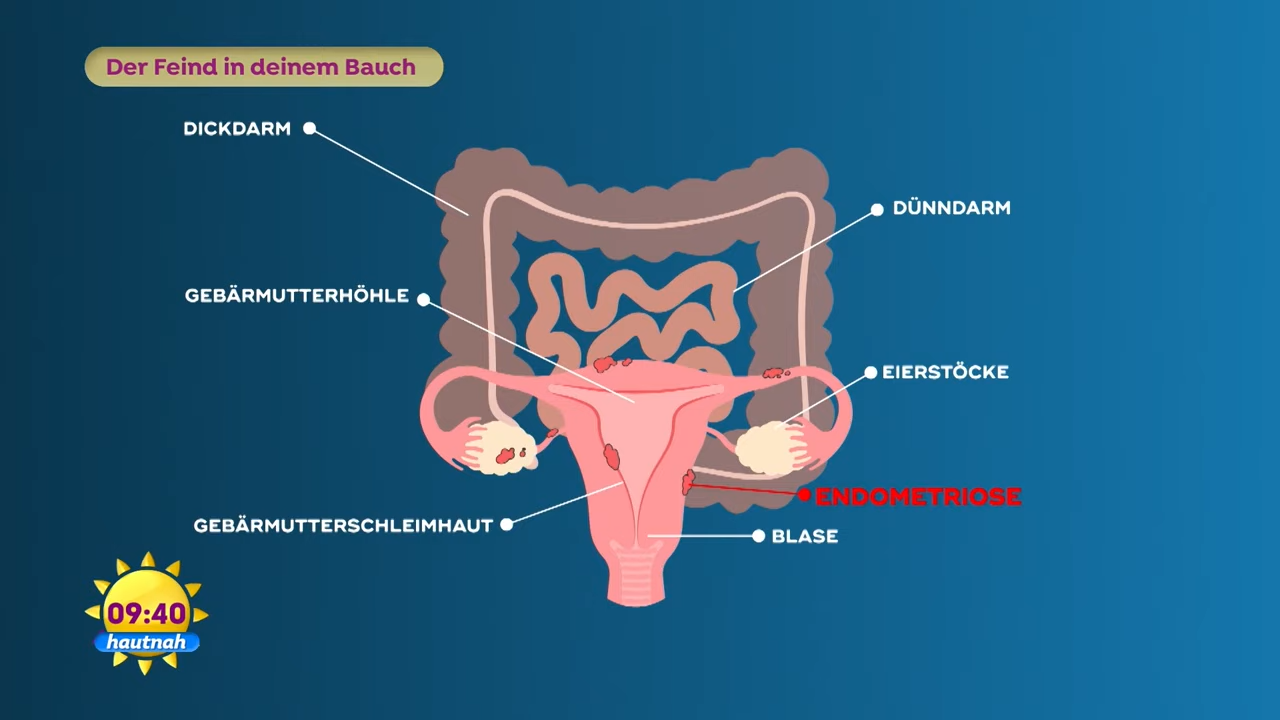 Der Feind in deinem Bauch
DICKDARM
DÜNNDARM
GEBÄRMUTTERHÖHLE
EIERSTÖCKE
ENDOMETRIOSE
GEBÄRMUTTERSCHLEIMHAUT
BLASE
09:40
hautnah